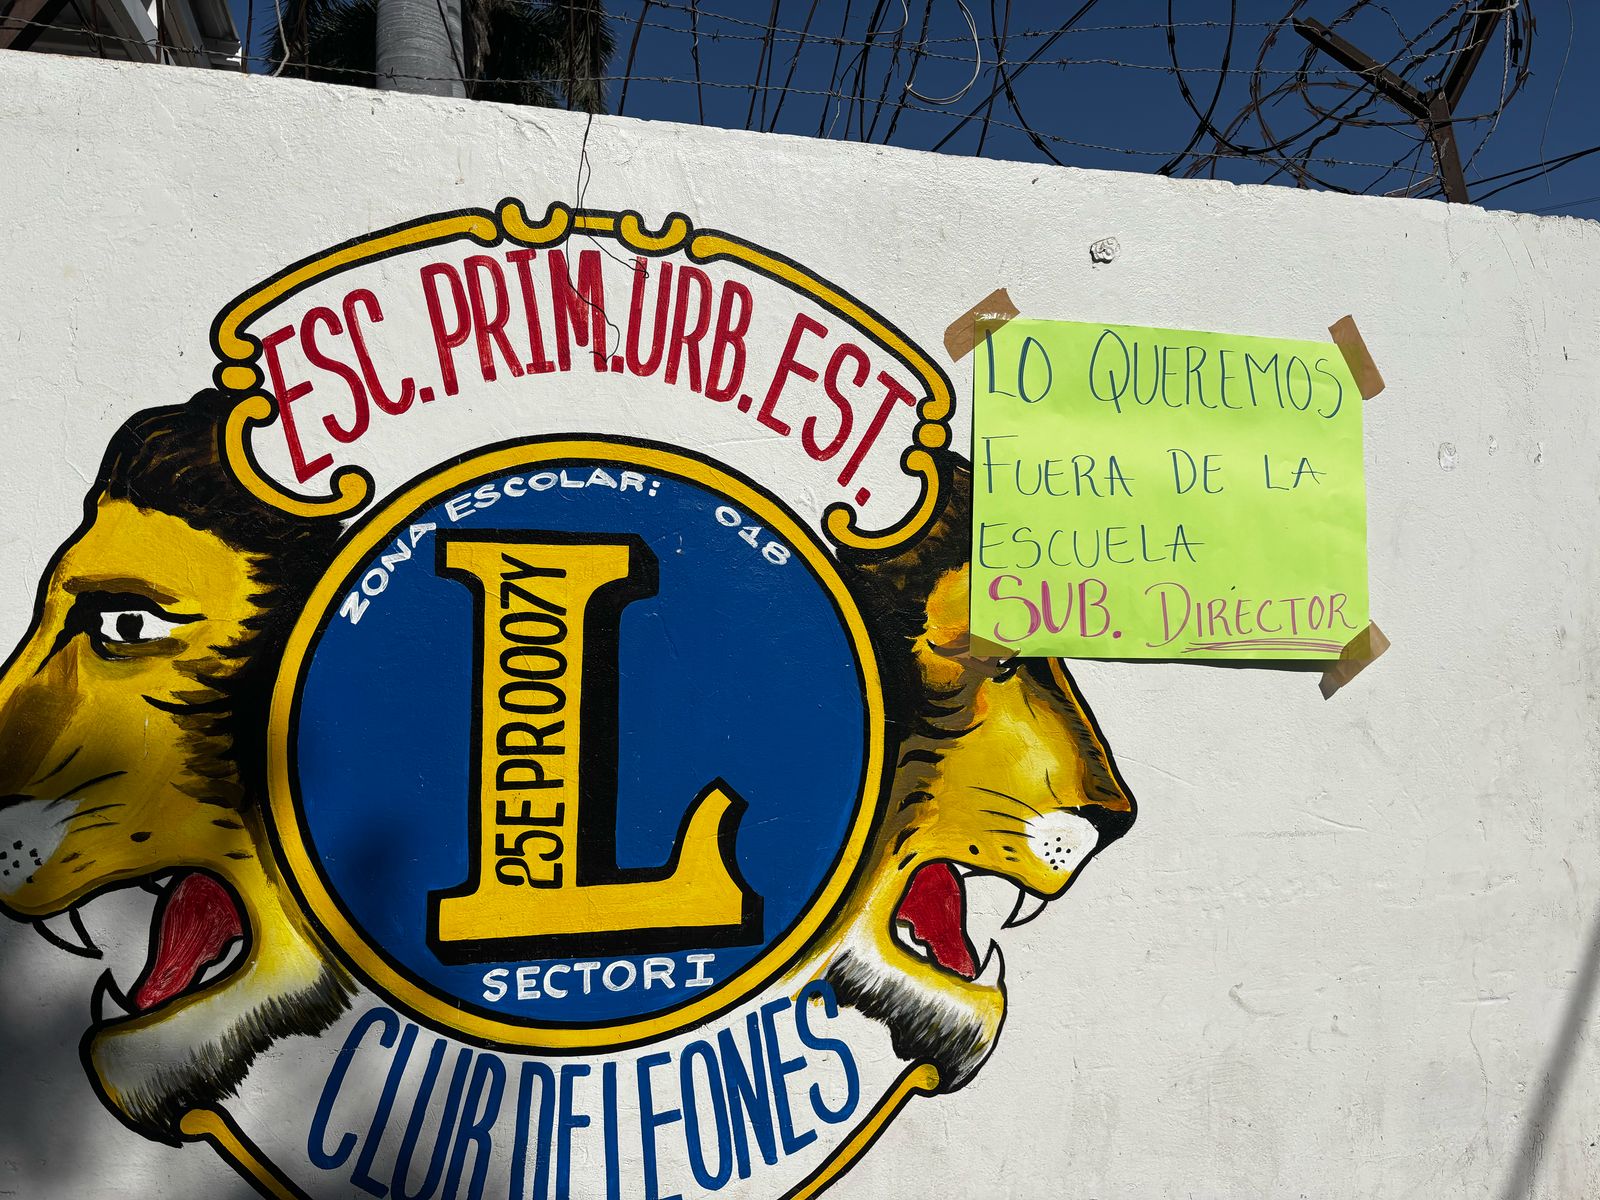 ESC.PRIM.URB.EST.
ZONA ESCOLAR: 018
25EPR0007Y
L
SECTOR I
CLUB DE LEONES
LO QUEREMOS
FUERA DE LA
ESCUELA
SUB. DIRECTOR